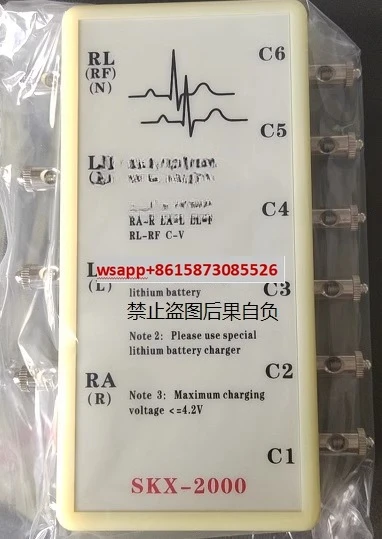 RL
(RF)
(N)
C6
C5
C4
RA-R LA-L LL-F
RL-RF C-V
wsapp+8615873085526
(L)
lithium battery
C3
禁止盗图后果自负
Note 2: Please use special
lithium battery charger
C2
RA
(R)
Note 3: Maximum charging
voltage <=4.2V
C1
SKX-2000